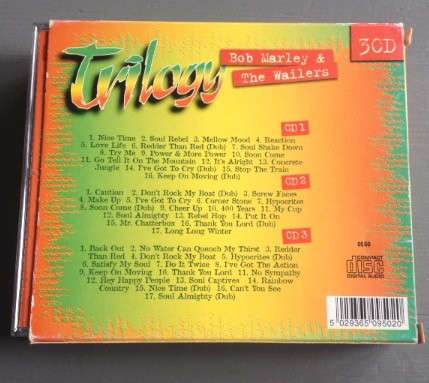 Trilogy
Bob Marley &
The Wailers
3CD
CD 1
1. Nice Time 2. Soul Rebel 3. Mellow Mood 4. Reaction
5. Love Life 6. Redder Than Red (Dub) 7. Soul Shake Down
8. Try Me 9. Power & More Power 10. Soon Come
11. Go Tell It On The Mountain 12. It's Alright 13. Concrete
Jungle 14. I've Got To Cry (Dub) 15. Stop The Train
16. Keep On Moving (Dub)
CD 2
1. Caution 2. Don't Rock My Boat (Dub) 3. Screw Faces
4. Make Up 5. I've Got To Cry 6. Corner Stone 7. Hypocrites
8. Soon Come (Dub) 9. Cheer Up 10. 400 Years 11. My Cup
12. Soul Almighty 13. Rebel Hop 14. Put It On
15. Mr. Chatterbox 16. Thank You Lord (Dub)
17. Long Long Winter
CD 3
1. Back Out 2. No Water Can Quench My Thirst 3. Redder
Than Red 4. Don't Rock My Boat 5. Hypocrites (Dub)
6. Satisfy My Soul 7. Do It Twice 8. I've Got The Action
9. Keep On Moving 10. Thank You Lord 11. No Sympathy
12. Hey Happy People 13. Soul Captives 14. Rainbow
Country 15. Nice Time (Dub) 16. Can't You See
17. Soul Almighty (Dub)
COMPACT
disc
DIGITAL AUDIO
5 029365 095020